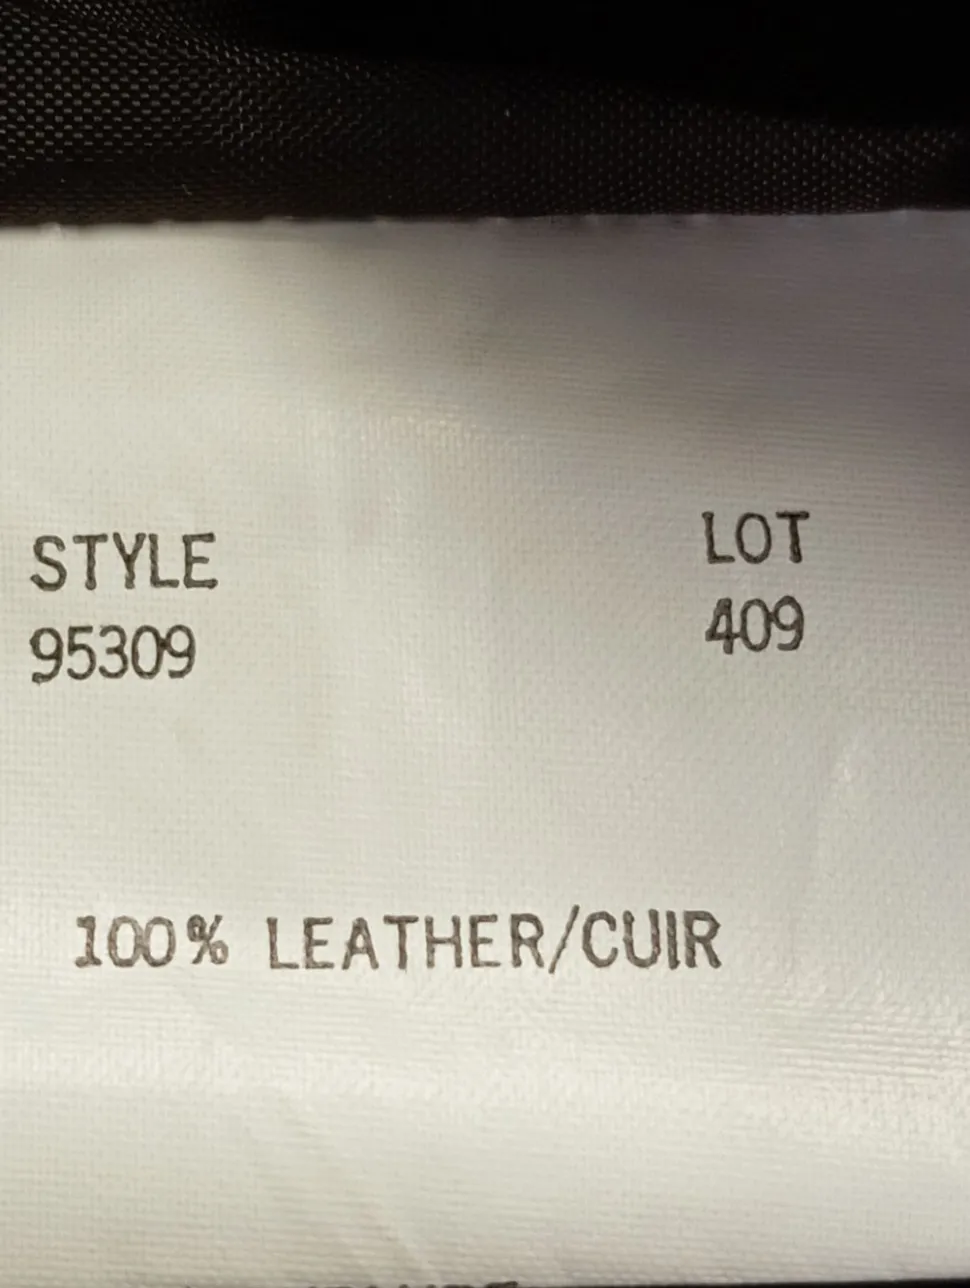 STYLE LOT
95309 409
100% LEATHER/CUIR